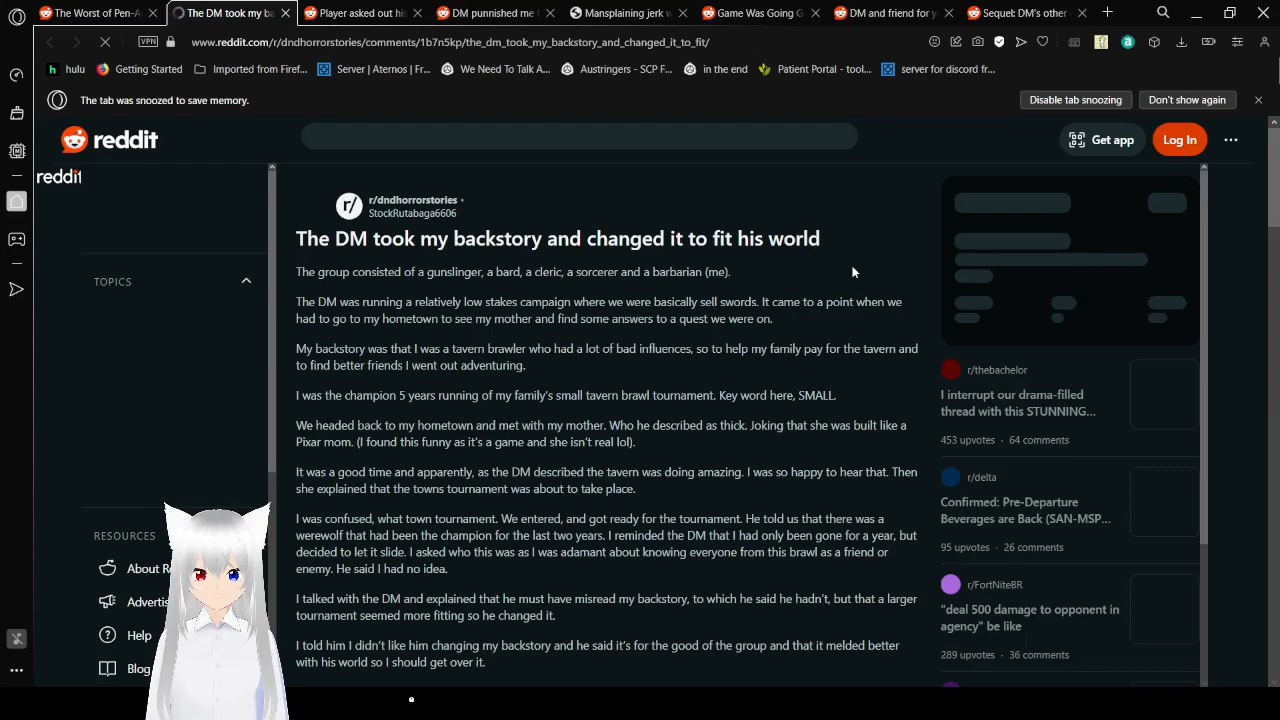 The Worst of Pen-A
The DM took my ba
Player asked out his
DM punnished me f
Mansplaining jerk w
Game Was Going G
DM and friend for y
Sequel: DM's other
VPN
www.reddit.com/r/dndhorrorstories/comments/1b7n5kp/the_dm_took_my_backstory_and_changed_it_to_fit/
hulu
Getting Started
Imported from Firef...
Server | Aternos | Fr...
We Need To Talk A...
Austringers - SCP F...
in the end
Patient Portal - tool...
server for discord fr...
The tab was snoozed to save memory.
Disable tab snoozing
Don't show again
reddit
Get app
Log In
reddit
r/dndhorrorstories •
StockRutabaga6606
The DM took my backstory and changed it to fit his world
The group consisted of a gunslinger, a bard, a cleric, a sorcerer and a barbarian (me).
The DM was running a relatively low stakes campaign where we were basically sell swords. It came to a point when we
had to go to my hometown to see my mother and find some answers to a quest we were on.
My backstory was that I was a tavern brawler who had a lot of bad influences, so to help my family pay for the tavern and
to find better friends I went out adventuring.
I was the champion 5 years running of my family's small tavern brawl tournament. Key word here, SMALL.
We headed back to my hometown and met with my mother. Who he described as thick. Joking that she was built like a
Pixar mom. (I found this funny as it's a game and she isn't real lol).
It was a good time and apparently, as the DM described the tavern was doing amazing. I was so happy to hear that. Then
she explained that the towns tournament was about to take place.
I was confused, what town tournament. We entered, and got ready for the tournament. He told us that there was a
werewolf that had been the champion for the last two years. I reminded the DM that I had only been gone for a year, but
decided to let it slide. I asked who this was as I was adamant about knowing everyone from this brawl as a friend or
enemy. He said I had no idea.
I talked with the DM and explained that he must have misread my backstory, to which he said he hadn't, but that a larger
tournament seemed more fitting so he changed it.
I told him I didn't like him changing my backstory and he said it's for the good of the group and that it melded better
with his world so I should get over it.
TOPICS
RESOURCES
About Re
Advertis
Help
Blog
r/thebachelor
I interrupt our drama-filled
thread with this STUNNING...
453 upvotes · 64 comments
r/delta
Confirmed: Pre-Departure
Beverages are Back (SAN-MSP...
95 upvotes · 26 comments
r/FortNiteBR
"deal 500 damage to opponent in
agency" be like
289 upvotes · 36 comments